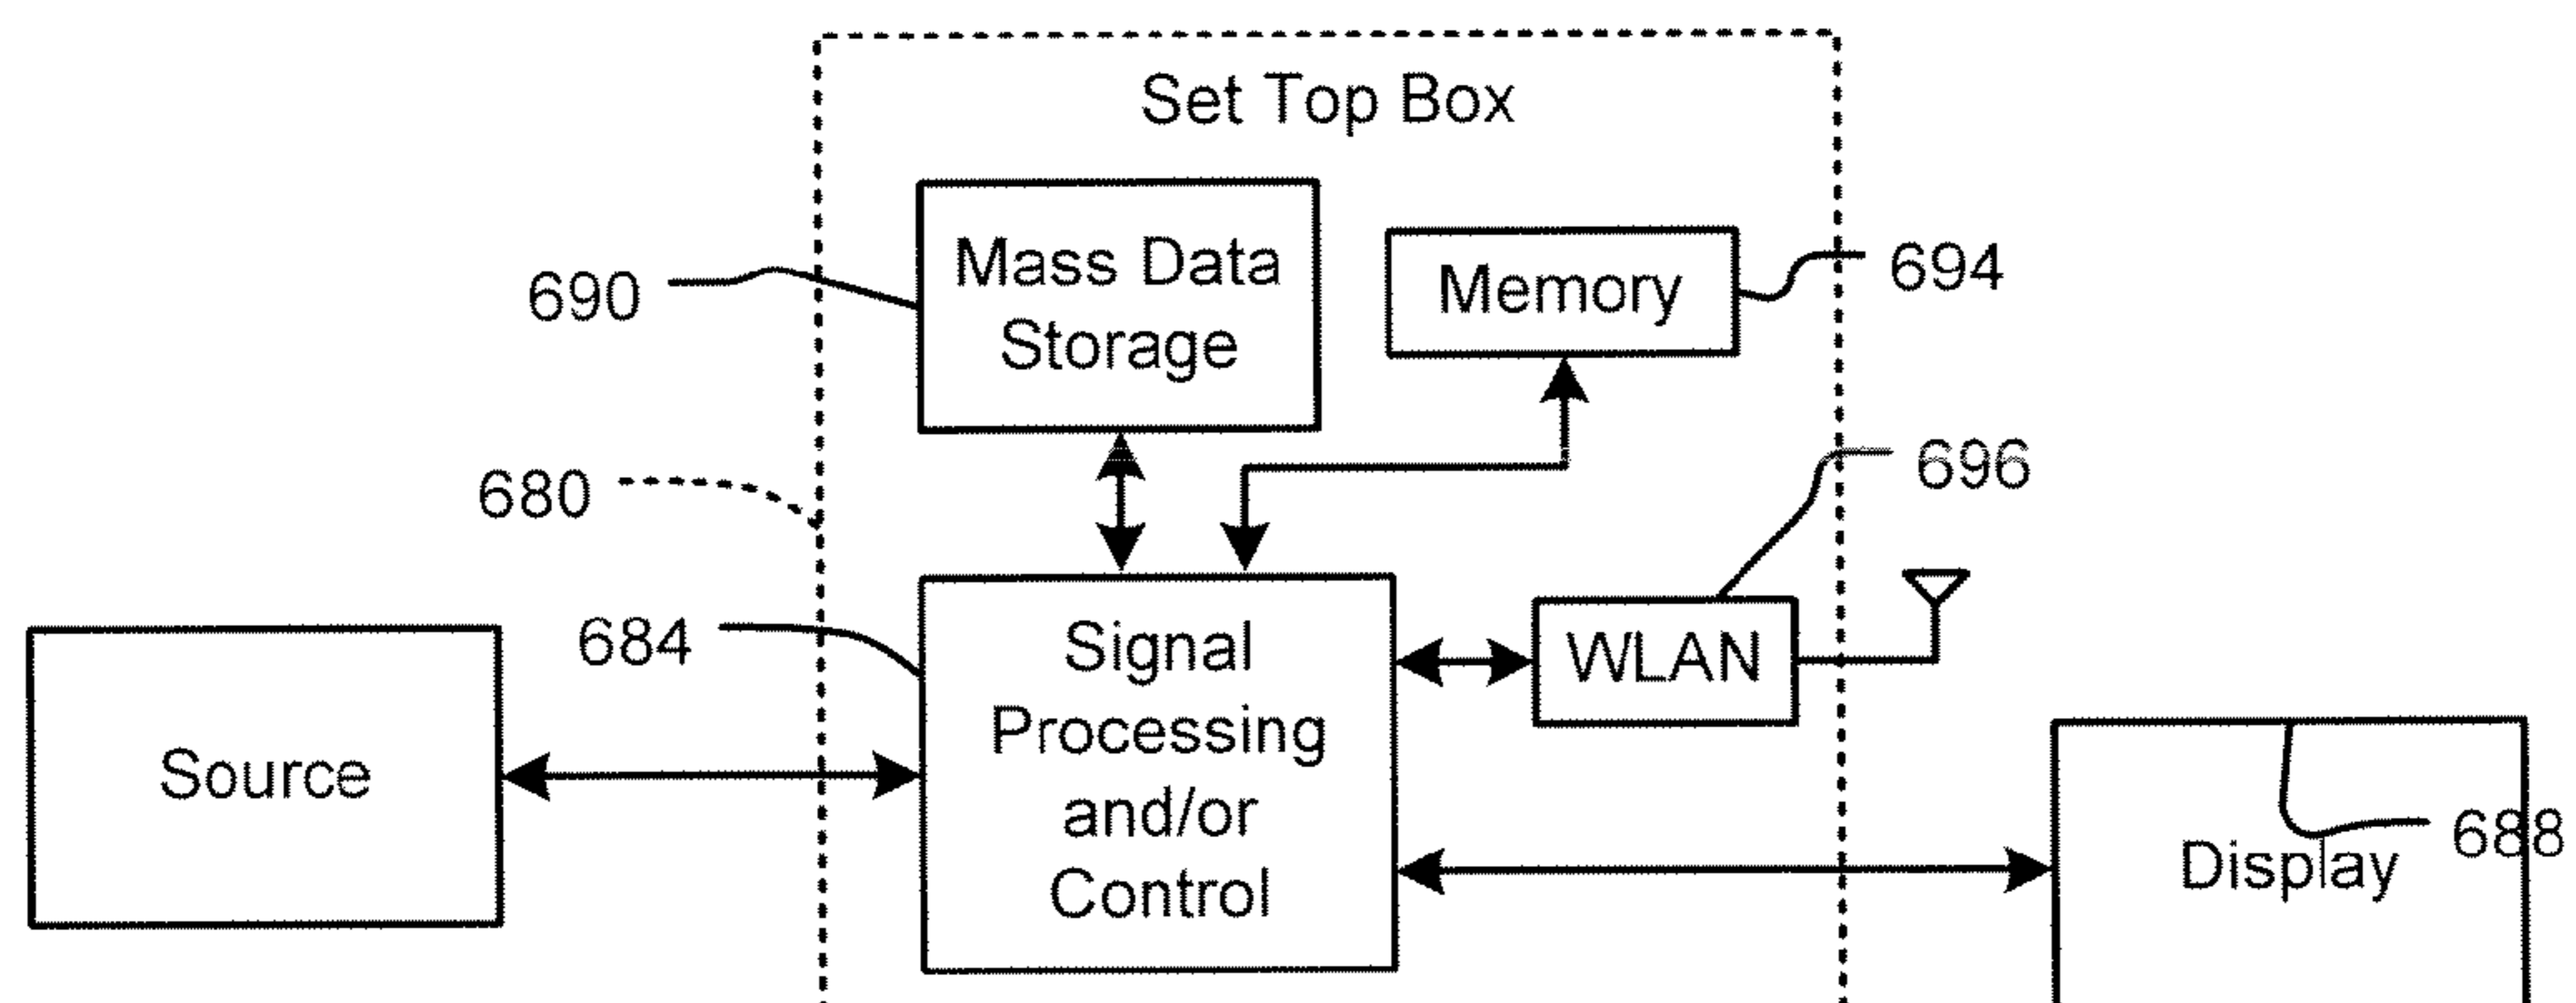 Set Top Box
Mass Data
Storage
Memory
690
694
680
696
684
Signal
Processing
and/or
Control
WLAN
Source
688
Display